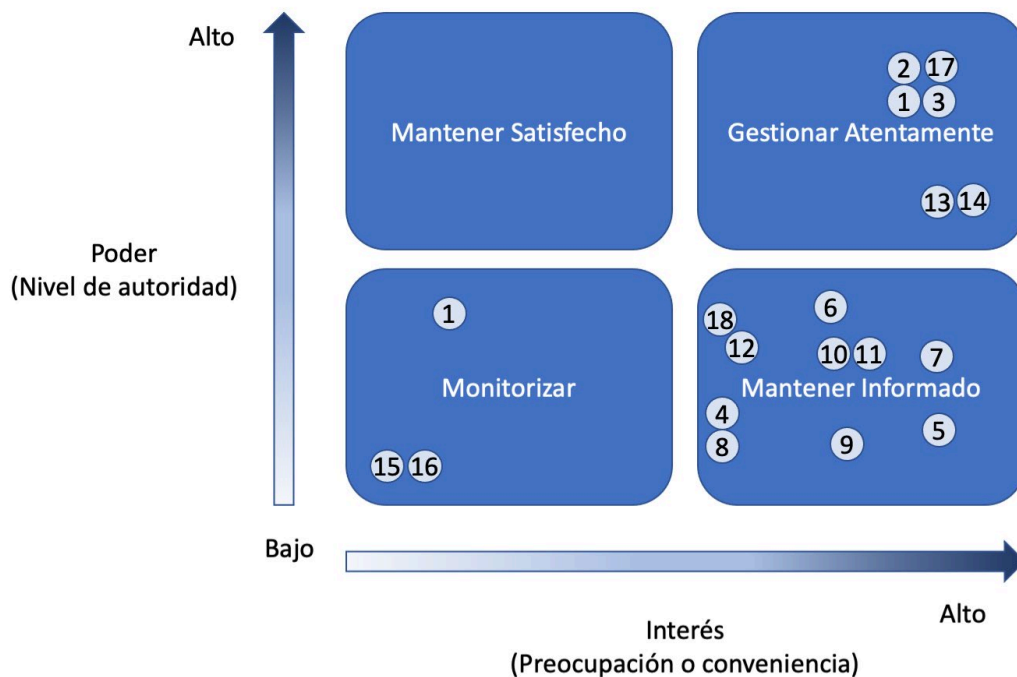 Alto
Poder
(Nivel de autoridad)
Bajo
Mantener Satisfecho
2 17
1 3
Gestionar Atentamente
13 14
1
Monitorizar
15 16
6
18
12
10 11 7
Mantener Informado
4
5
8
9
Alto
Interés
(Preocupación o conveniencia)